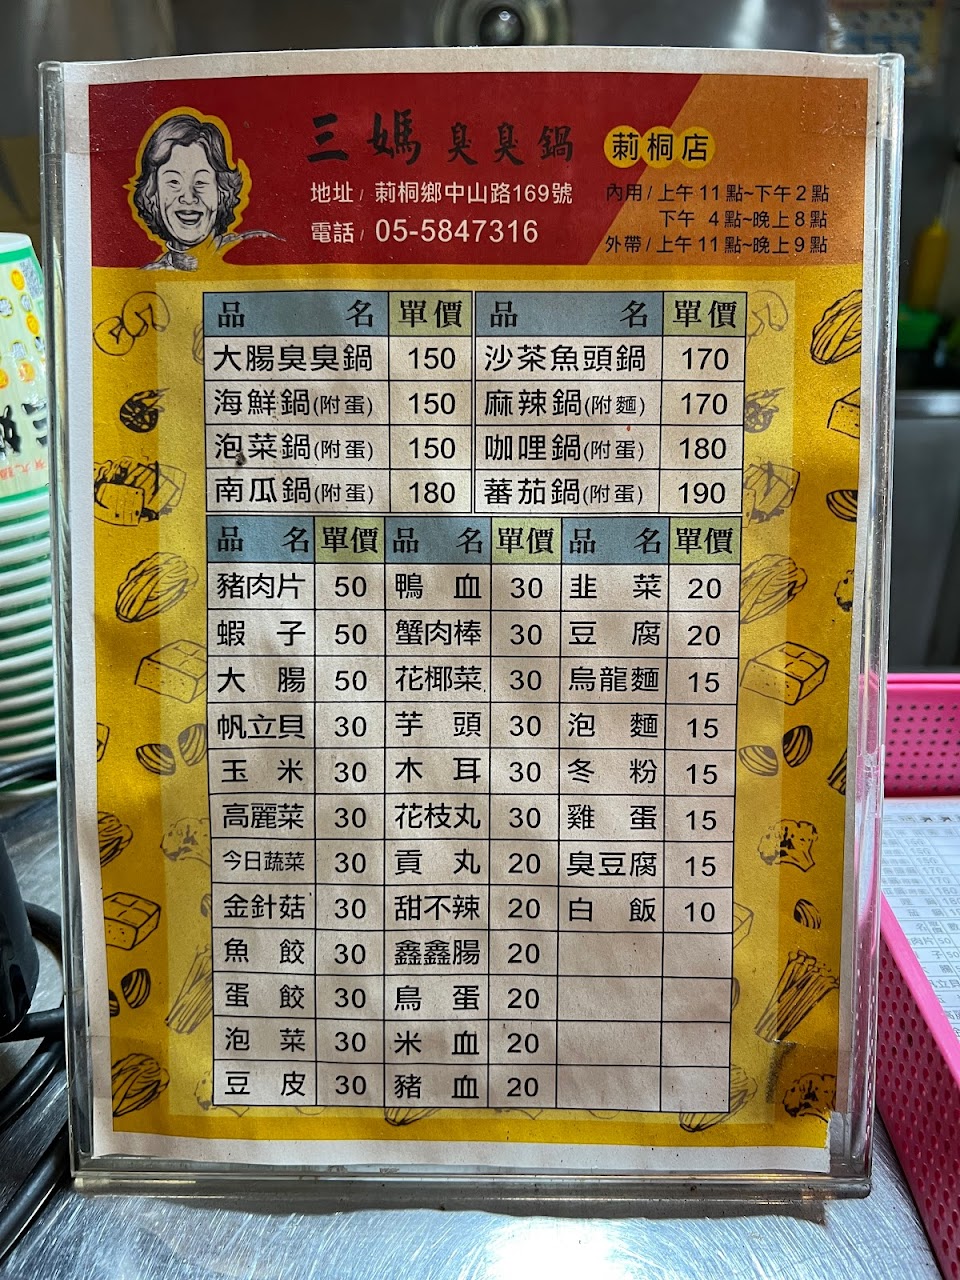 三媽臭臭鍋 莿桐店
地址/莿桐鄉中山路169號
電話/05-5847316
內用/上午11點~下午2點
下午 4點~晚上8點
外帶/上午11點~晚上9點
品名 單價 品名 單價
大腸臭臭鍋 150 沙茶魚頭鍋 170
海鮮鍋(附蛋) 150 麻辣鍋(附麵) 170
泡菜鍋(附蛋) 150 咖哩鍋(附蛋) 180
南瓜鍋(附蛋) 180 蕃茄鍋(附蛋) 190
品名 單價 品名 單價 品名 單價
豬肉片 50 鴨血 30 韭菜 20
蝦子 50 蟹肉棒 30 豆腐 20
大腸 50 花椰菜 30 烏龍麵 15
帆立貝 30 芋頭 30 泡麵 15
玉米 30 木耳 30 冬粉 15
高麗菜 30 花枝丸 30 雞蛋 15
今日蔬菜 30 貢丸 20 臭豆腐 15
金針菇 30 甜不辣 20 白飯 10
魚餃 30 鑫鑫腸 20
蛋餃 30 鳥蛋 20
泡菜 30 米血 20
豆皮 30 豬血 20